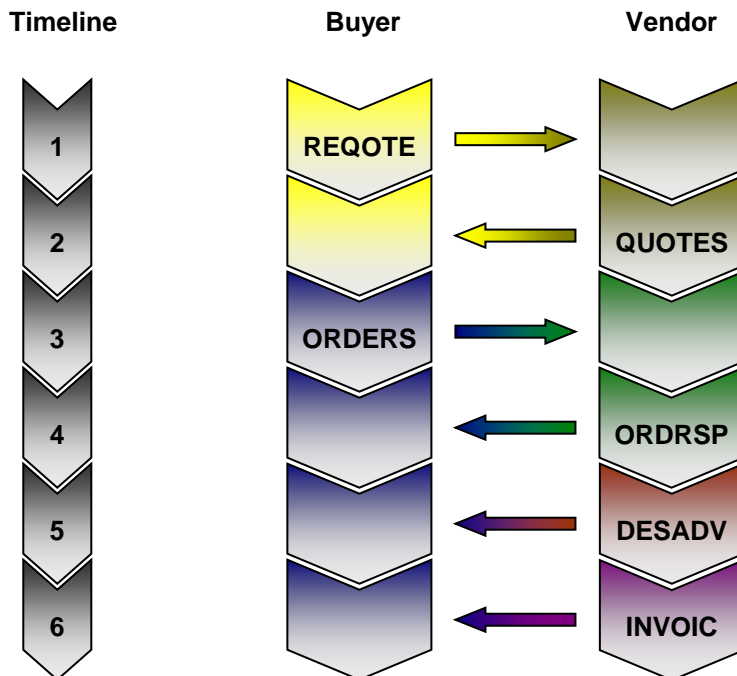 Timeline Buyer Vendor
1 REQOTE
2 QUOTES
3 ORDERS
4 ORDRSP
5 DESADV
6 INVOIC